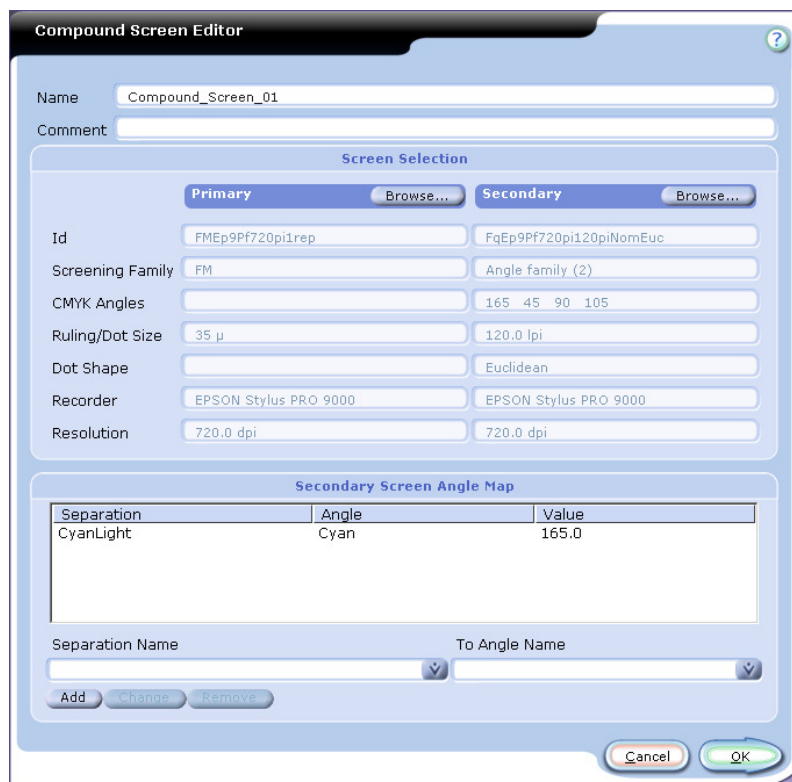 Compound Screen Editor
?
Name Compound_Screen_01
Comment
Screen Selection
Primary Browse... Secondary Browse...
Id FMEp9Pf720pi1rep FqEp9Pf720pi120piNomEuc
Screening Family FM Angle family (2)
CMYK Angles 165 45 90 105
Ruling/Dot Size 35 µ 120.0 lpi
Dot Shape Euclidean
Recorder EPSON Stylus PRO 9000 EPSON Stylus PRO 9000
Resolution 720.0 dpi 720.0 dpi
Secondary Screen Angle Map
Separation Angle Value
CyanLight Cyan 165.0
Separation Name To Angle Name
Add Change Remove
Cancel OK